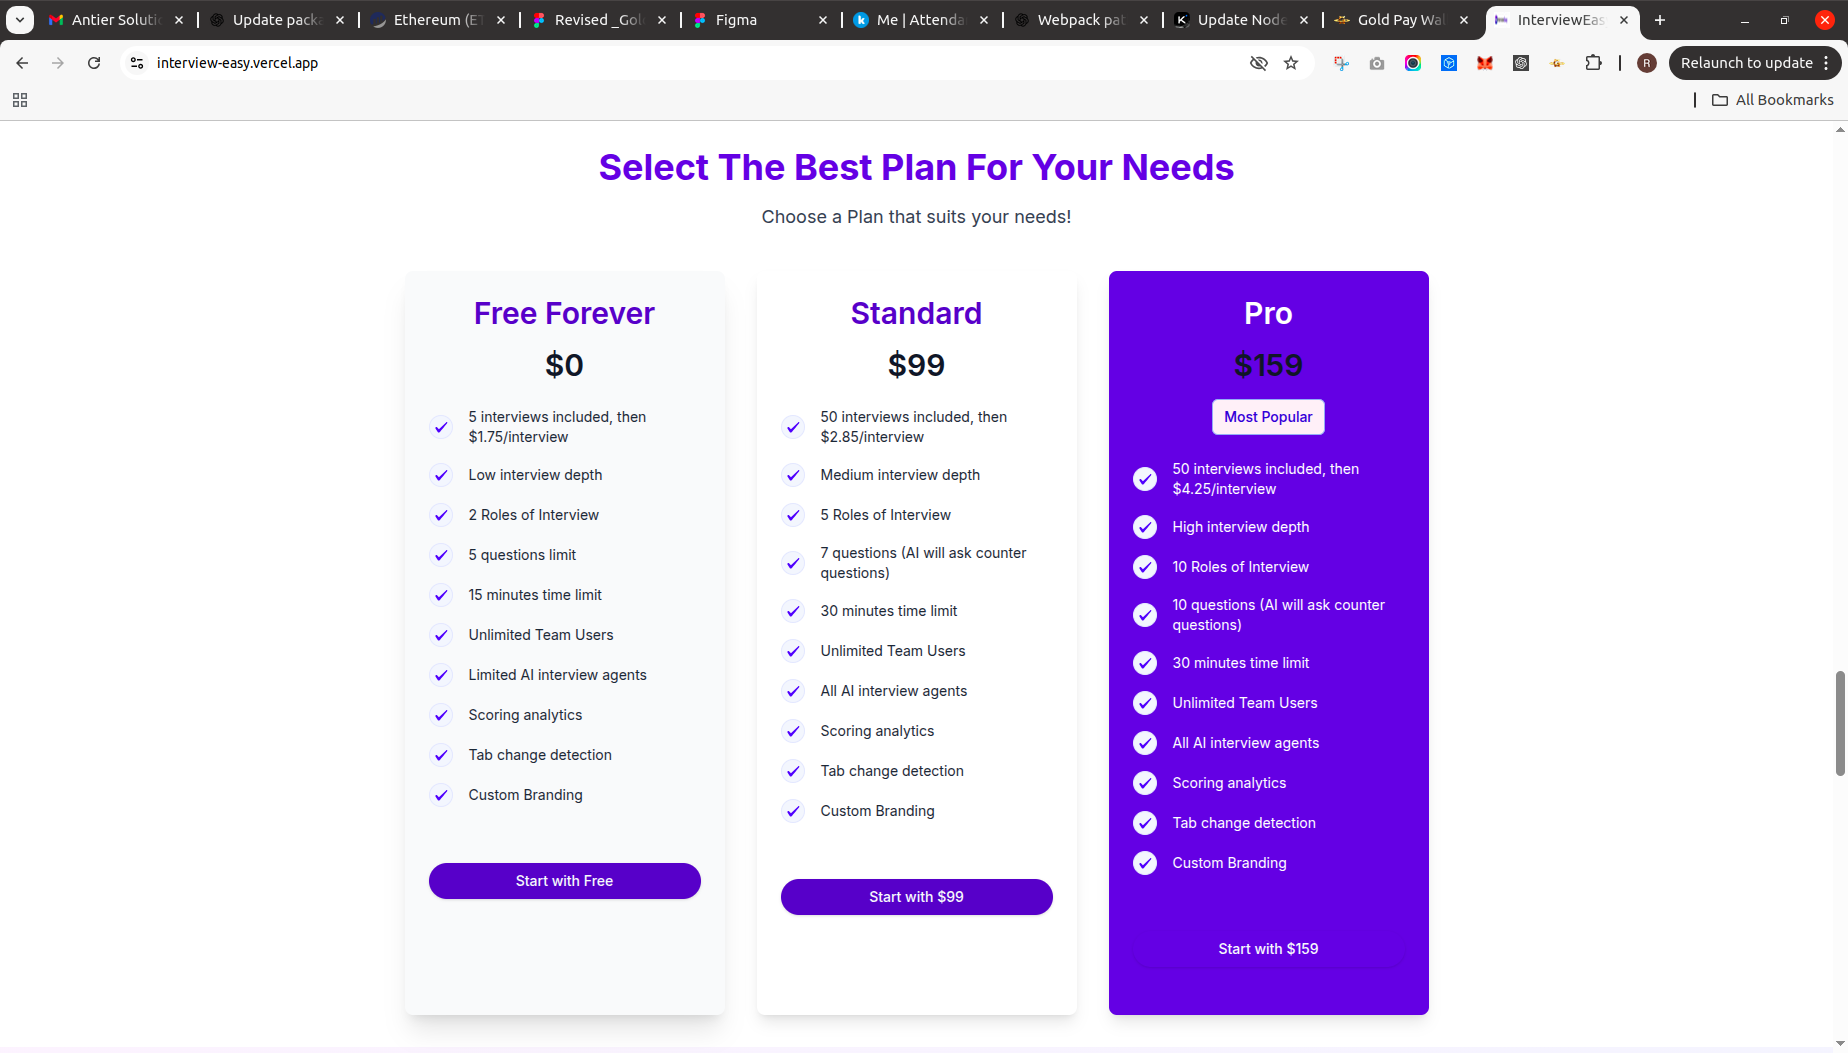 Antier Soluti
Update packa
Ethereum (ET
Revised _Gol
Figma
Me | Attenda
Webpack pat
Update Node
Gold Pay Wal
InterviewEas
interview-easy.vercel.app
R
Relaunch to update
All Bookmarks
Select The Best Plan For Your Needs
Choose a Plan that suits your needs!
Free Forever
$0
5 interviews included, then
$1.75/interview
Low interview depth
2 Roles of Interview
5 questions limit
15 minutes time limit
Unlimited Team Users
Limited AI interview agents
Scoring analytics
Tab change detection
Custom Branding
Start with Free
Standard
$99
50 interviews included, then
$2.85/interview
Medium interview depth
5 Roles of Interview
7 questions (AI will ask counter
questions)
30 minutes time limit
Unlimited Team Users
All AI interview agents
Scoring analytics
Tab change detection
Custom Branding
Start with $99
Pro
$159
Most Popular
50 interviews included, then
$4.25/interview
High interview depth
10 Roles of Interview
10 questions (AI will ask counter
questions)
30 minutes time limit
Unlimited Team Users
All AI interview agents
Scoring analytics
Tab change detection
Custom Branding
Start with $159